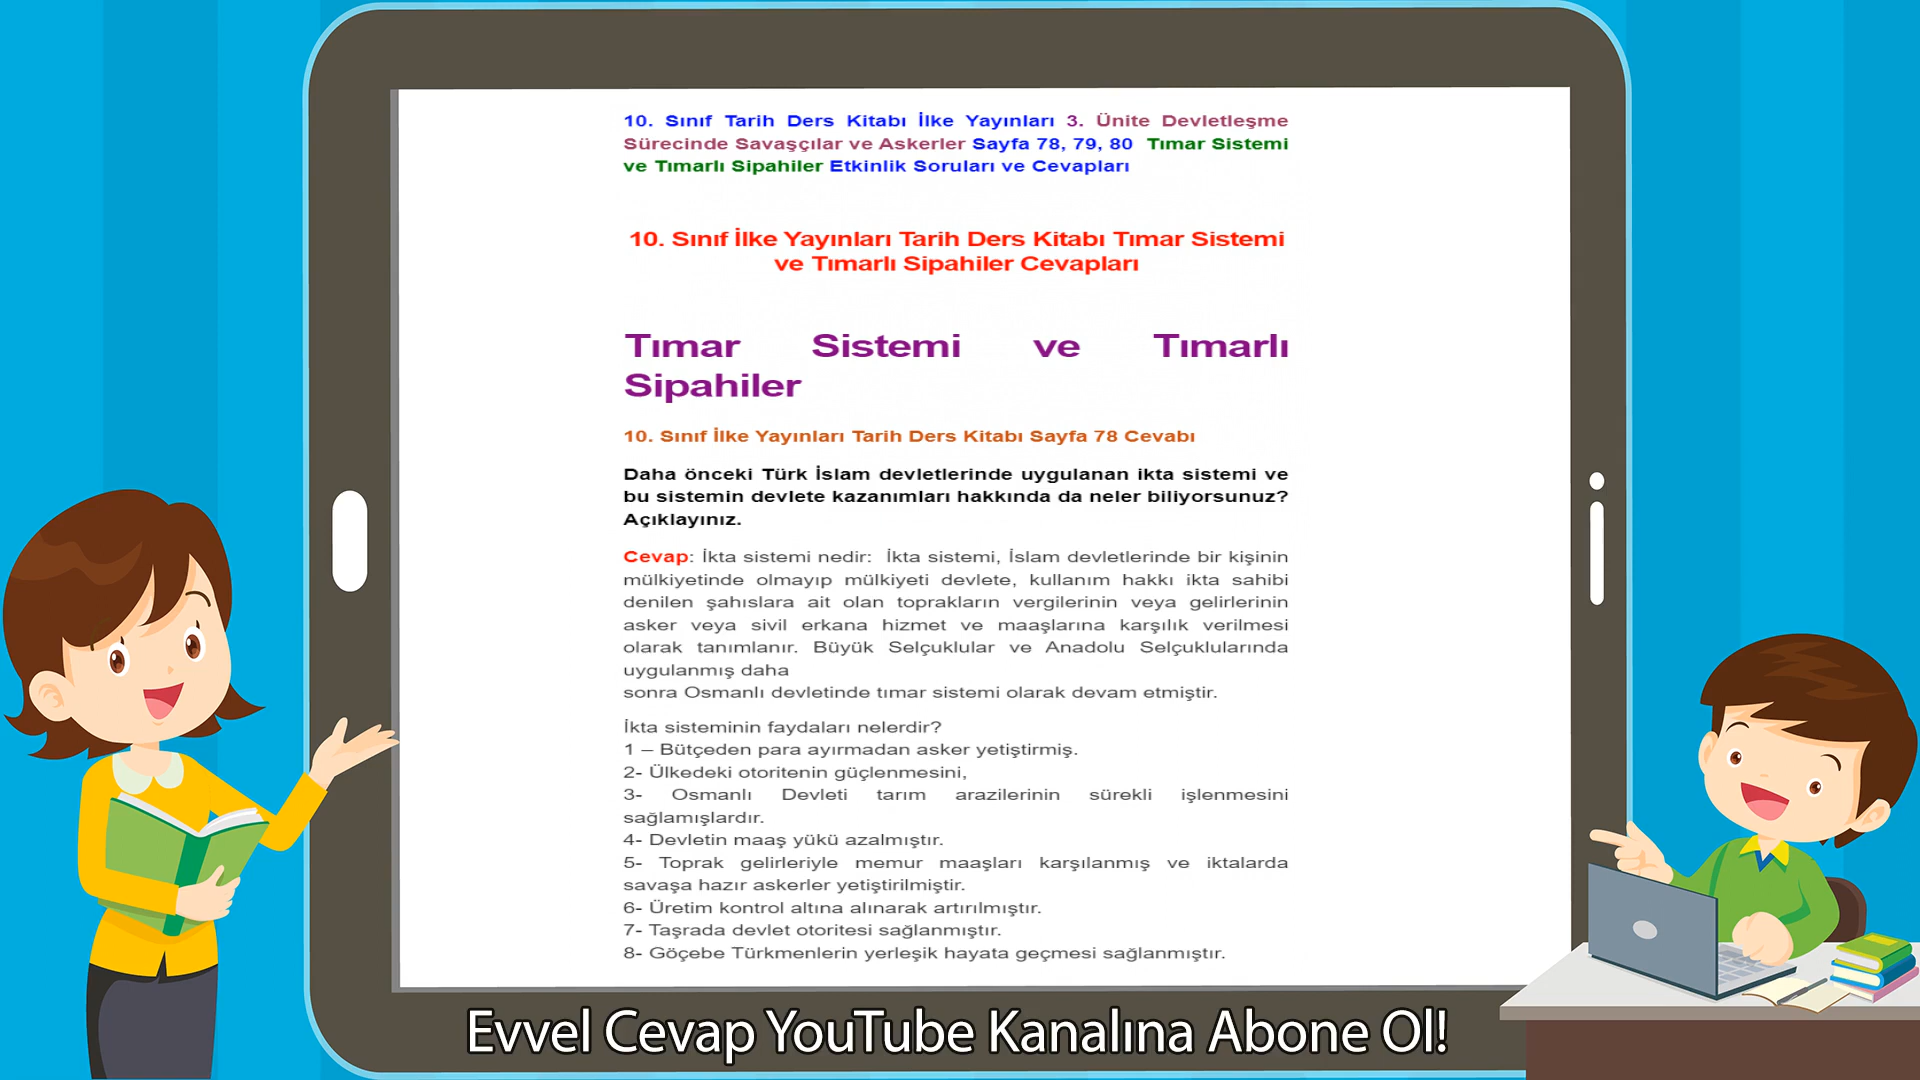 10. Sınıf Tarih Ders Kitabı İlke Yayınları 3. Ünite Devletleşme
Sürecinde Savaşçılar ve Askerler Sayfa 78, 79, 80 Tımar Sistemi
ve Tımarlı Sipahiler Etkinlik Soruları ve Cevapları
10. Sınıf İlke Yayınları Tarih Ders Kitabı Tımar Sistemi
ve Tımarlı Sipahiler Cevapları
Tımar Sistemi ve Tımarlı
Sipahiler
10. Sınıf İlke Yayınları Tarih Ders Kitabı Sayfa 78 Cevabı
Daha önceki Türk İslam devletlerinde uygulanan ikta sistemi ve
bu sistemin devlete kazanımları hakkında da neler biliyorsunuz?
Açıklayınız.
Cevap: İkta sistemi nedir: İkta sistemi, İslam devletlerinde bir kişinin
mülkiyetinde olmayıp mülkiyeti devlete, kullanım hakkı ikta sahibi
denilen şahıslara ait olan toprakların vergilerinin veya gelirlerinin
asker veya sivil erkana hizmet ve maaşlarına karşılık verilmesi
olarak tanımlanır. Büyük Selçuklular ve Anadolu Selçuklularında
uygulanmış daha
sonra Osmanlı devletinde tımar sistemi olarak devam etmiştir.
İkta sisteminin faydaları nelerdir?
1 – Bütçeden para ayırmadan asker yetiştirmiş.
2- Ülkedeki otoritenin güçlenmesini,
3- Osmanlı Devleti tarım arazilerinin sürekli işlenmesini
sağlamışlardır.
4- Devletin maaş yükü azalmıştır.
5- Toprak gelirleriyle memur maaşları karşılanmış ve iktalarda
savaşa hazır askerler yetiştirilmiştir.
6- Üretim kontrol altına alınarak artırılmıştır.
7- Taşrada devlet otoritesi sağlanmıştır.
8- Göçebe Türkmenlerin yerleşik hayata geçmesi sağlanmıştır.
Evvel Cevap YouTube Kanalına Abone Ol!